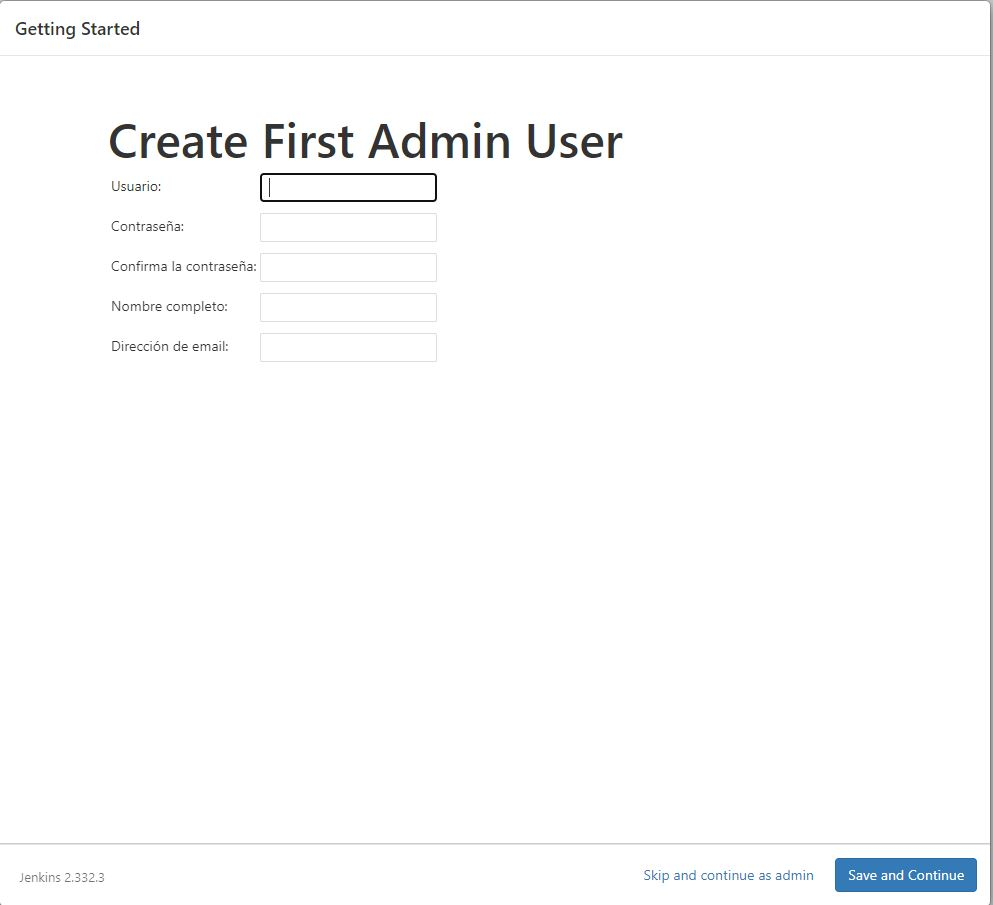 Getting Started
Create First Admin User
Usuario:
Contraseña:
Confirma la contraseña:
Nombre completo:
Dirección de email:
Jenkins 2.332.3
Skip and continue as admin
Save and Continue